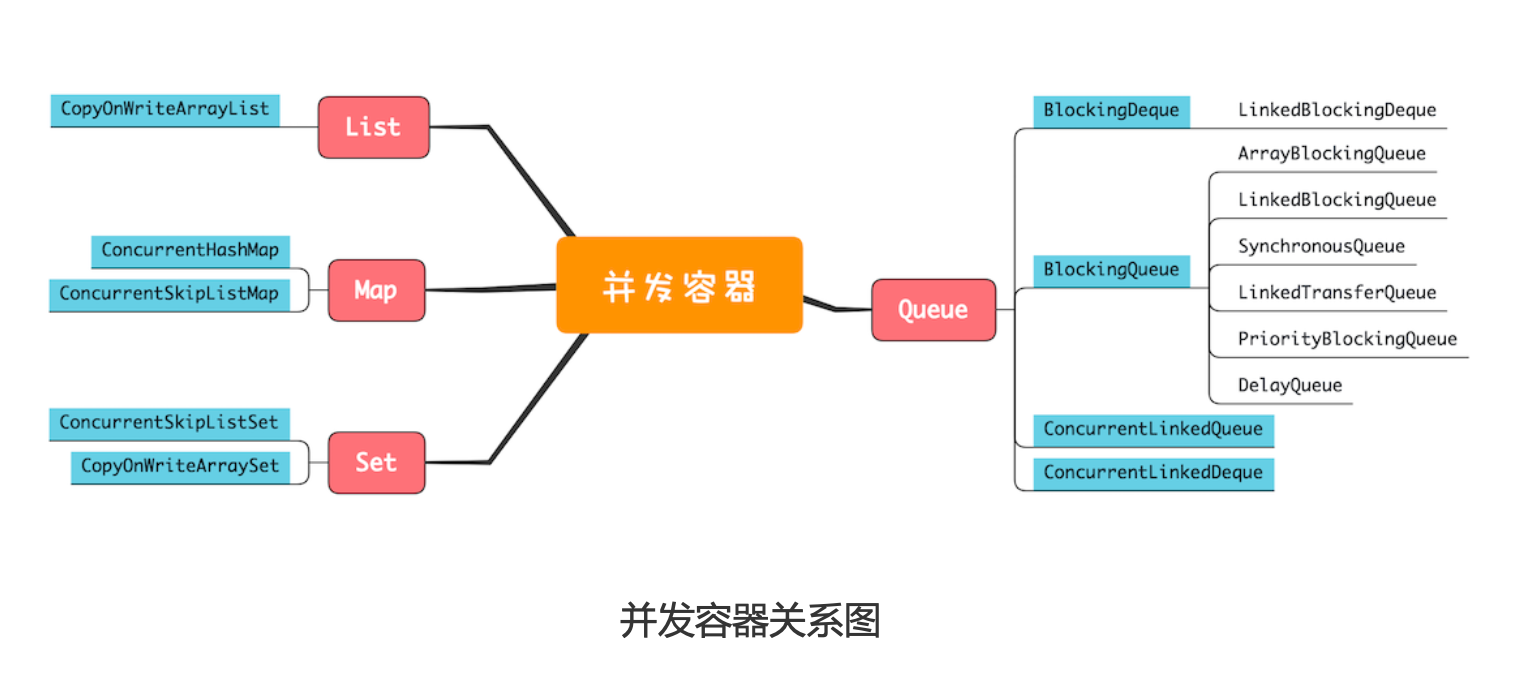 CopyOnWriteArrayList
List
ConcurrentHashMap
ConcurrentSkipListMap
Map
ConcurrentSkipListSet
CopyOnWriteArraySet
Set
并发容器
Queue
BlockingDeque
LinkedBlockingDeque
BlockingQueue
ArrayBlockingQueue
LinkedBlockingQueue
SynchronousQueue
LinkedTransferQueue
PriorityBlockingQueue
DelayQueue
ConcurrentLinkedQueue
ConcurrentLinkedDeque
并发容器关系图